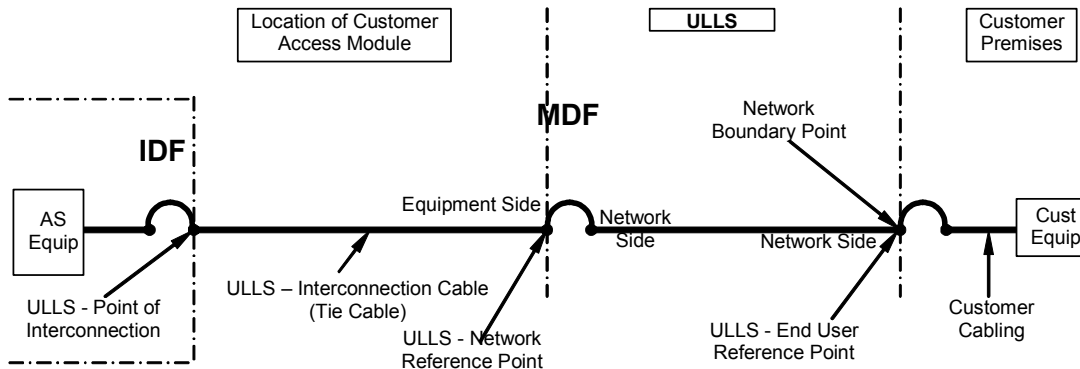 Location of Customer
Access Module
ULLS
Customer
Premises
IDF
MDF
Network
Boundary Point
AS
Equip
Equipment Side
Network
Side
Network Side
Cust
Equip
ULLS - Point of
Interconnection
ULLS – Interconnection Cable
(Tie Cable)
ULLS - Network
Reference Point
ULLS - End User
Reference Point
Customer
Cabling